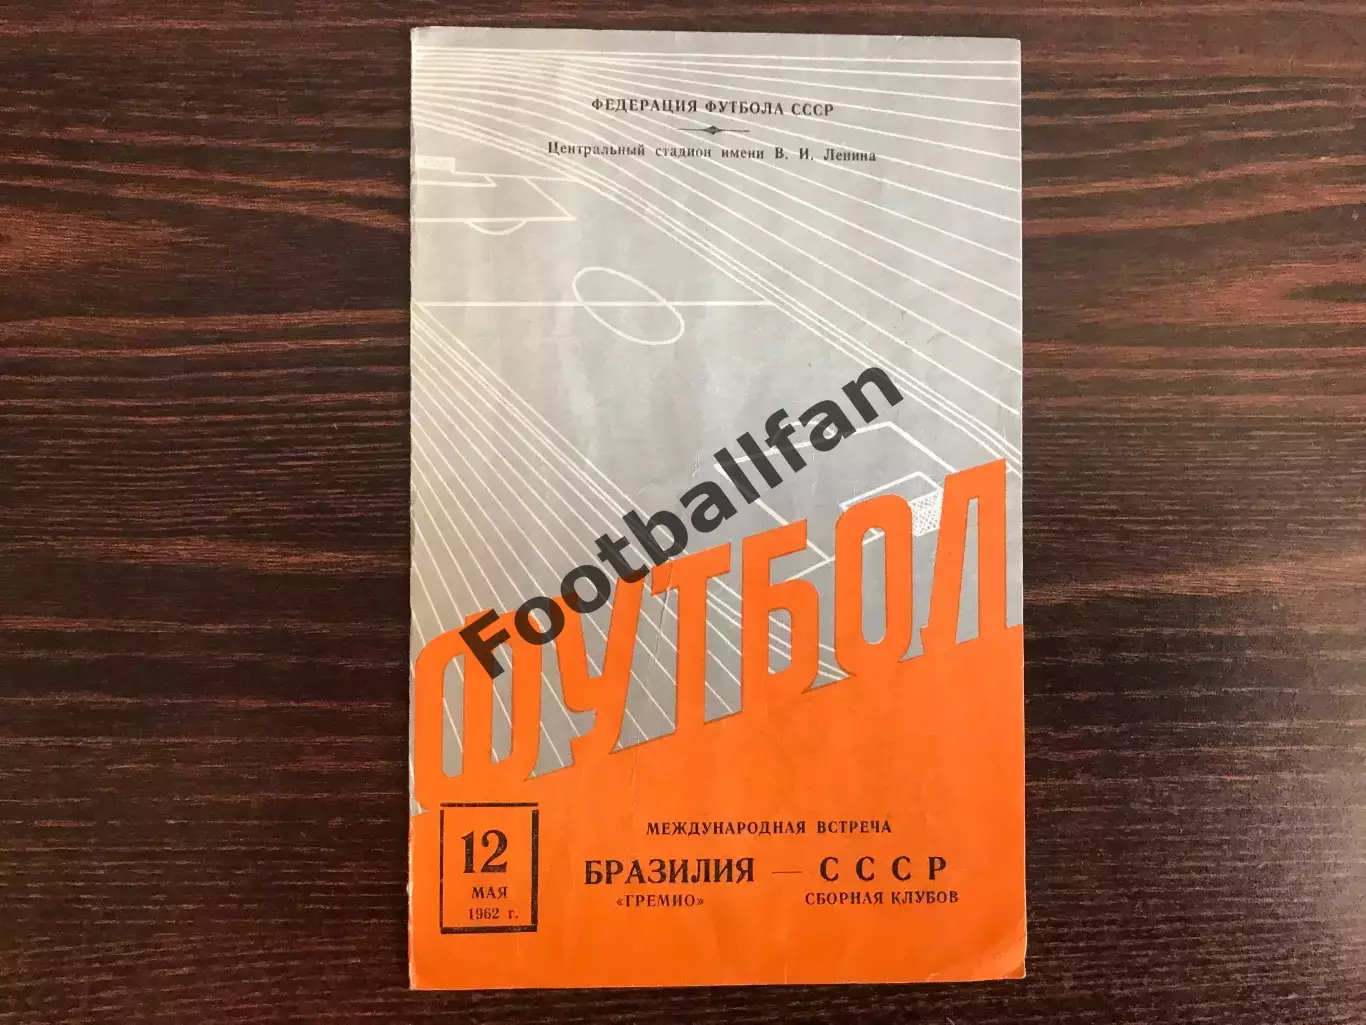 ФЕДЕРАЦИЯ ФУТБОЛА СССР
Центральный стадион имени В. И. Ленина
Footballfan
ФУТБОЛ
12
МАЯ
1962 г.
МЕЖДУНАРОДНАЯ ВСТРЕЧА
БРАЗИЛИЯ — СССР
«ГРЕМИО» СБОРНАЯ КЛУБОВ